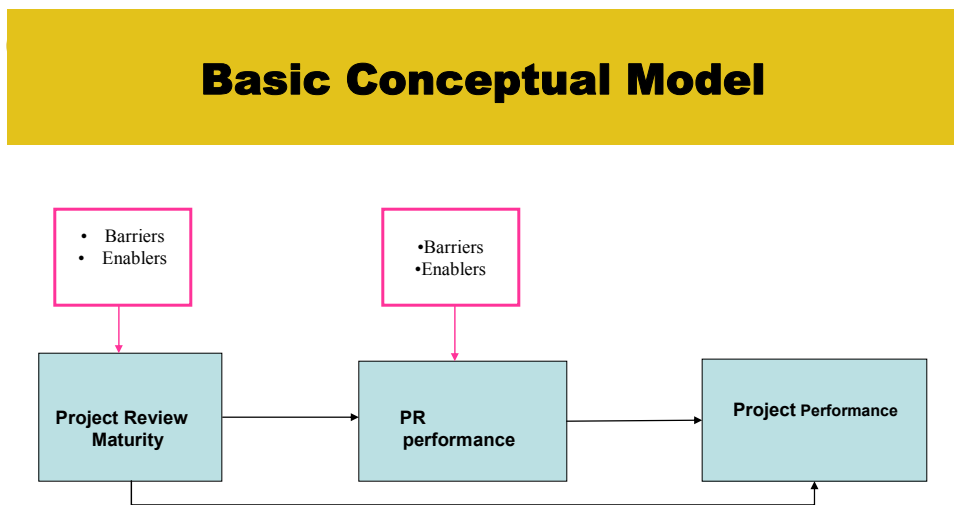 Basic Conceptual Model
• Barriers
• Enablers
•Barriers
•Enablers
Project Review
Maturity
PR
performance
Project Performance